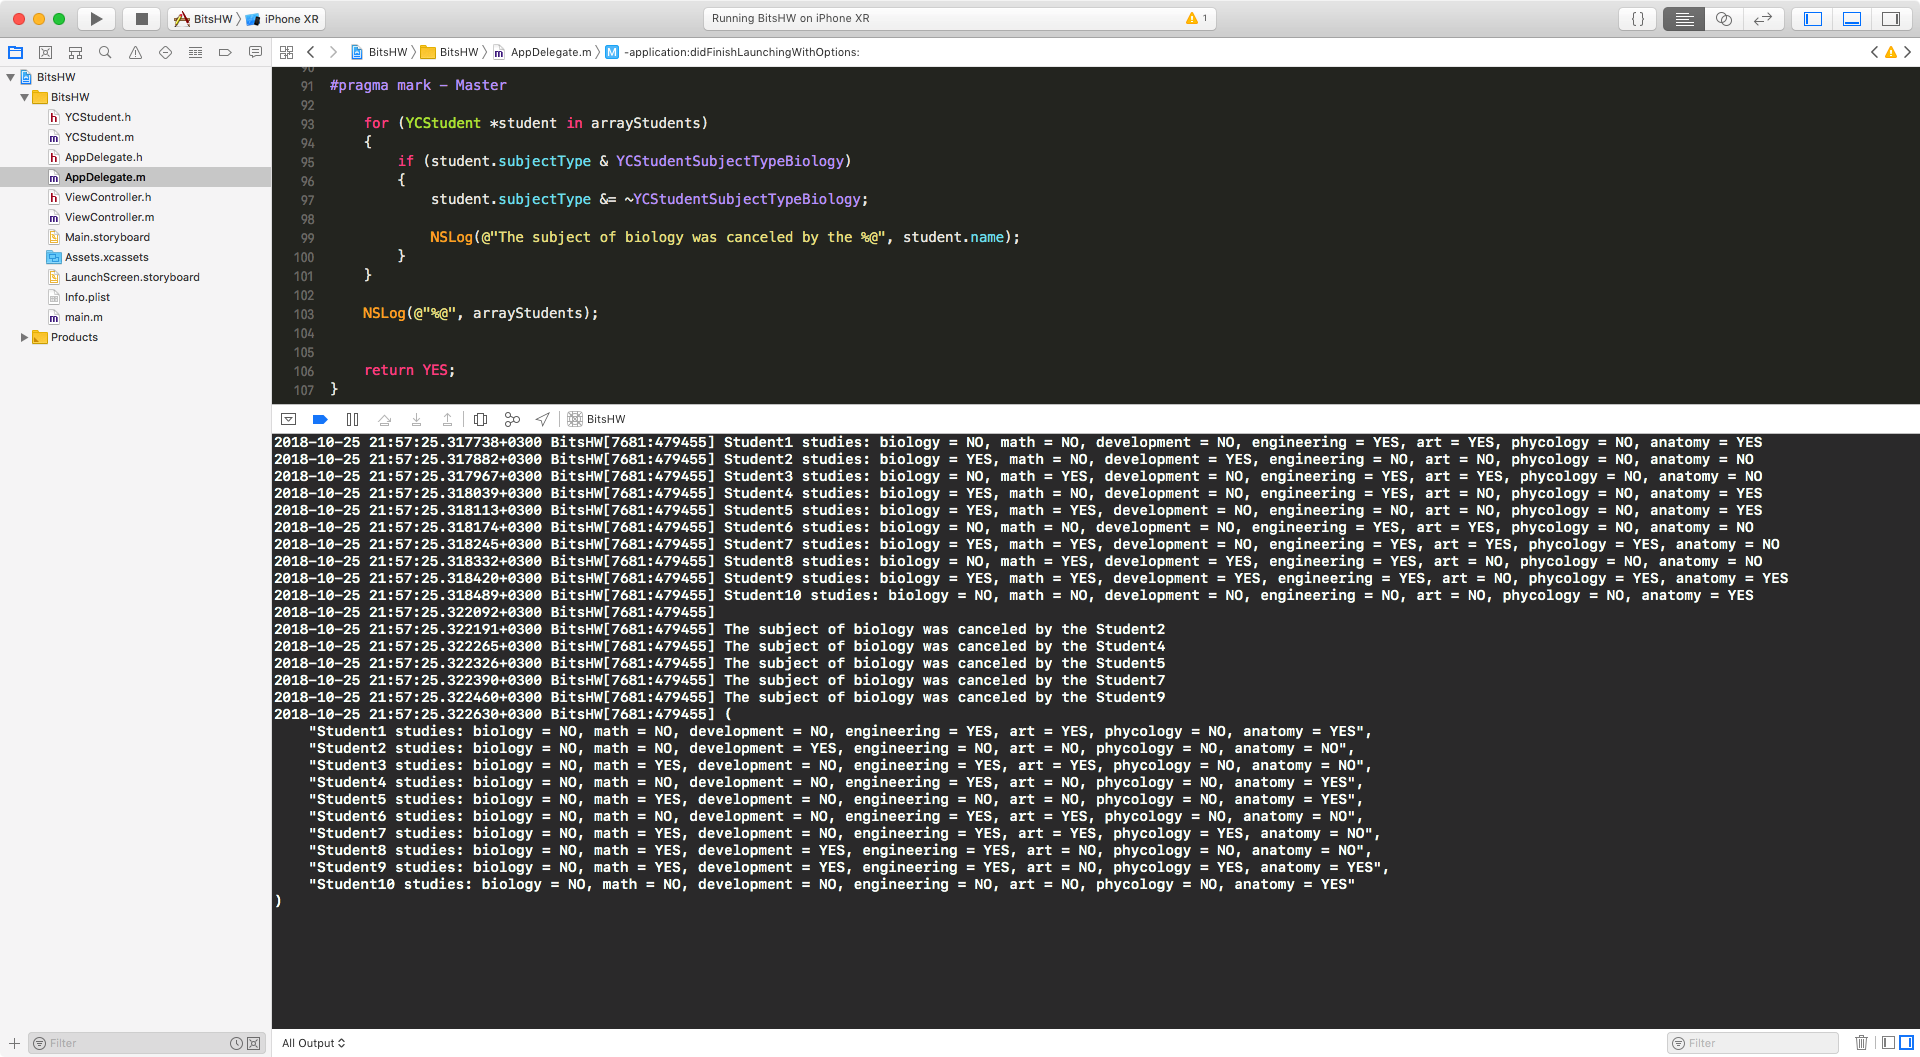 BitsHW
iPhone XR
Running BitsHW on iPhone XR
1
BitsHW
BitsHW
AppDelegate.m
M
-application:didFinishLaunchingWithOptions:
BitsHW
BitsHW
YCStudent.h
YCStudent.m
AppDelegate.h
AppDelegate.m
ViewController.h
ViewController.m
Main.storyboard
Assets.xcassets
LaunchScreen.storyboard
Info.plist
main.m
Products
90
91 #pragma mark - Master
92
93 for (YCStudent *student in arrayStudents)
94 {
95 if (student.subjectType & YCStudentSubjectTypeBiology)
96 {
97 student.subjectType &= ~YCStudentSubjectTypeBiology;
98
99 NSLog(@"The subject of biology was canceled by the %@", student.name);
100 }
101 }
102
103 NSLog(@"%@", arrayStudents);
104
105
106 return YES;
107 }
BitsHW
2018-10-25 21:57:25.317738+0300 BitsHW[7681:479455] Student1 studies: biology = NO, math = NO, development = NO, engineering = YES, art = YES, phycology = NO, anatomy = YES
2018-10-25 21:57:25.317882+0300 BitsHW[7681:479455] Student2 studies: biology = YES, math = NO, development = YES, engineering = NO, art = NO, phycology = NO, anatomy = NO
2018-10-25 21:57:25.317967+0300 BitsHW[7681:479455] Student3 studies: biology = NO, math = YES, development = NO, engineering = YES, art = YES, phycology = NO, anatomy = NO
2018-10-25 21:57:25.318039+0300 BitsHW[7681:479455] Student4 studies: biology = YES, math = NO, development = NO, engineering = YES, art = NO, phycology = NO, anatomy = YES
2018-10-25 21:57:25.318113+0300 BitsHW[7681:479455] Student5 studies: biology = YES, math = YES, development = NO, engineering = NO, art = NO, phycology = NO, anatomy = YES
2018-10-25 21:57:25.318174+0300 BitsHW[7681:479455] Student6 studies: biology = NO, math = NO, development = NO, engineering = YES, art = YES, phycology = NO, anatomy = NO
2018-10-25 21:57:25.318245+0300 BitsHW[7681:479455] Student7 studies: biology = YES, math = YES, development = NO, engineering = YES, art = YES, phycology = YES, anatomy = NO
2018-10-25 21:57:25.318332+0300 BitsHW[7681:479455] Student8 studies: biology = NO, math = YES, development = YES, engineering = YES, art = NO, phycology = NO, anatomy = NO
2018-10-25 21:57:25.318420+0300 BitsHW[7681:479455] Student9 studies: biology = YES, math = YES, development = YES, engineering = YES, art = NO, phycology = YES, anatomy = YES
2018-10-25 21:57:25.318489+0300 BitsHW[7681:479455] Student10 studies: biology = NO, math = NO, development = NO, engineering = NO, art = NO, phycology = NO, anatomy = YES
2018-10-25 21:57:25.322092+0300 BitsHW[7681:479455]
2018-10-25 21:57:25.322191+0300 BitsHW[7681:479455] The subject of biology was canceled by the Student2
2018-10-25 21:57:25.322265+0300 BitsHW[7681:479455] The subject of biology was canceled by the Student4
2018-10-25 21:57:25.322326+0300 BitsHW[7681:479455] The subject of biology was canceled by the Student5
2018-10-25 21:57:25.322390+0300 BitsHW[7681:479455] The subject of biology was canceled by the Student7
2018-10-25 21:57:25.322460+0300 BitsHW[7681:479455] The subject of biology was canceled by the Student9
2018-10-25 21:57:25.322630+0300 BitsHW[7681:479455] (
"Student1 studies: biology = NO, math = NO, development = NO, engineering = YES, art = YES, phycology = NO, anatomy = YES",
"Student2 studies: biology = NO, math = NO, development = YES, engineering = NO, art = NO, phycology = NO, anatomy = NO",
"Student3 studies: biology = NO, math = YES, development = NO, engineering = YES, art = YES, phycology = NO, anatomy = NO",
"Student4 studies: biology = NO, math = NO, development = NO, engineering = YES, art = NO, phycology = NO, anatomy = YES",
"Student5 studies: biology = NO, math = YES, development = NO, engineering = NO, art = NO, phycology = NO, anatomy = YES",
"Student6 studies: biology = NO, math = NO, development = NO, engineering = YES, art = YES, phycology = NO, anatomy = NO",
"Student7 studies: biology = NO, math = YES, development = NO, engineering = YES, art = YES, phycology = YES, anatomy = NO",
"Student8 studies: biology = NO, math = YES, development = YES, engineering = YES, art = NO, phycology = NO, anatomy = NO",
"Student9 studies: biology = NO, math = YES, development = YES, engineering = YES, art = NO, phycology = YES, anatomy = YES",
"Student10 studies: biology = NO, math = NO, development = NO, engineering = NO, art = NO, phycology = NO, anatomy = YES"
)
Filter
All Output
Filter